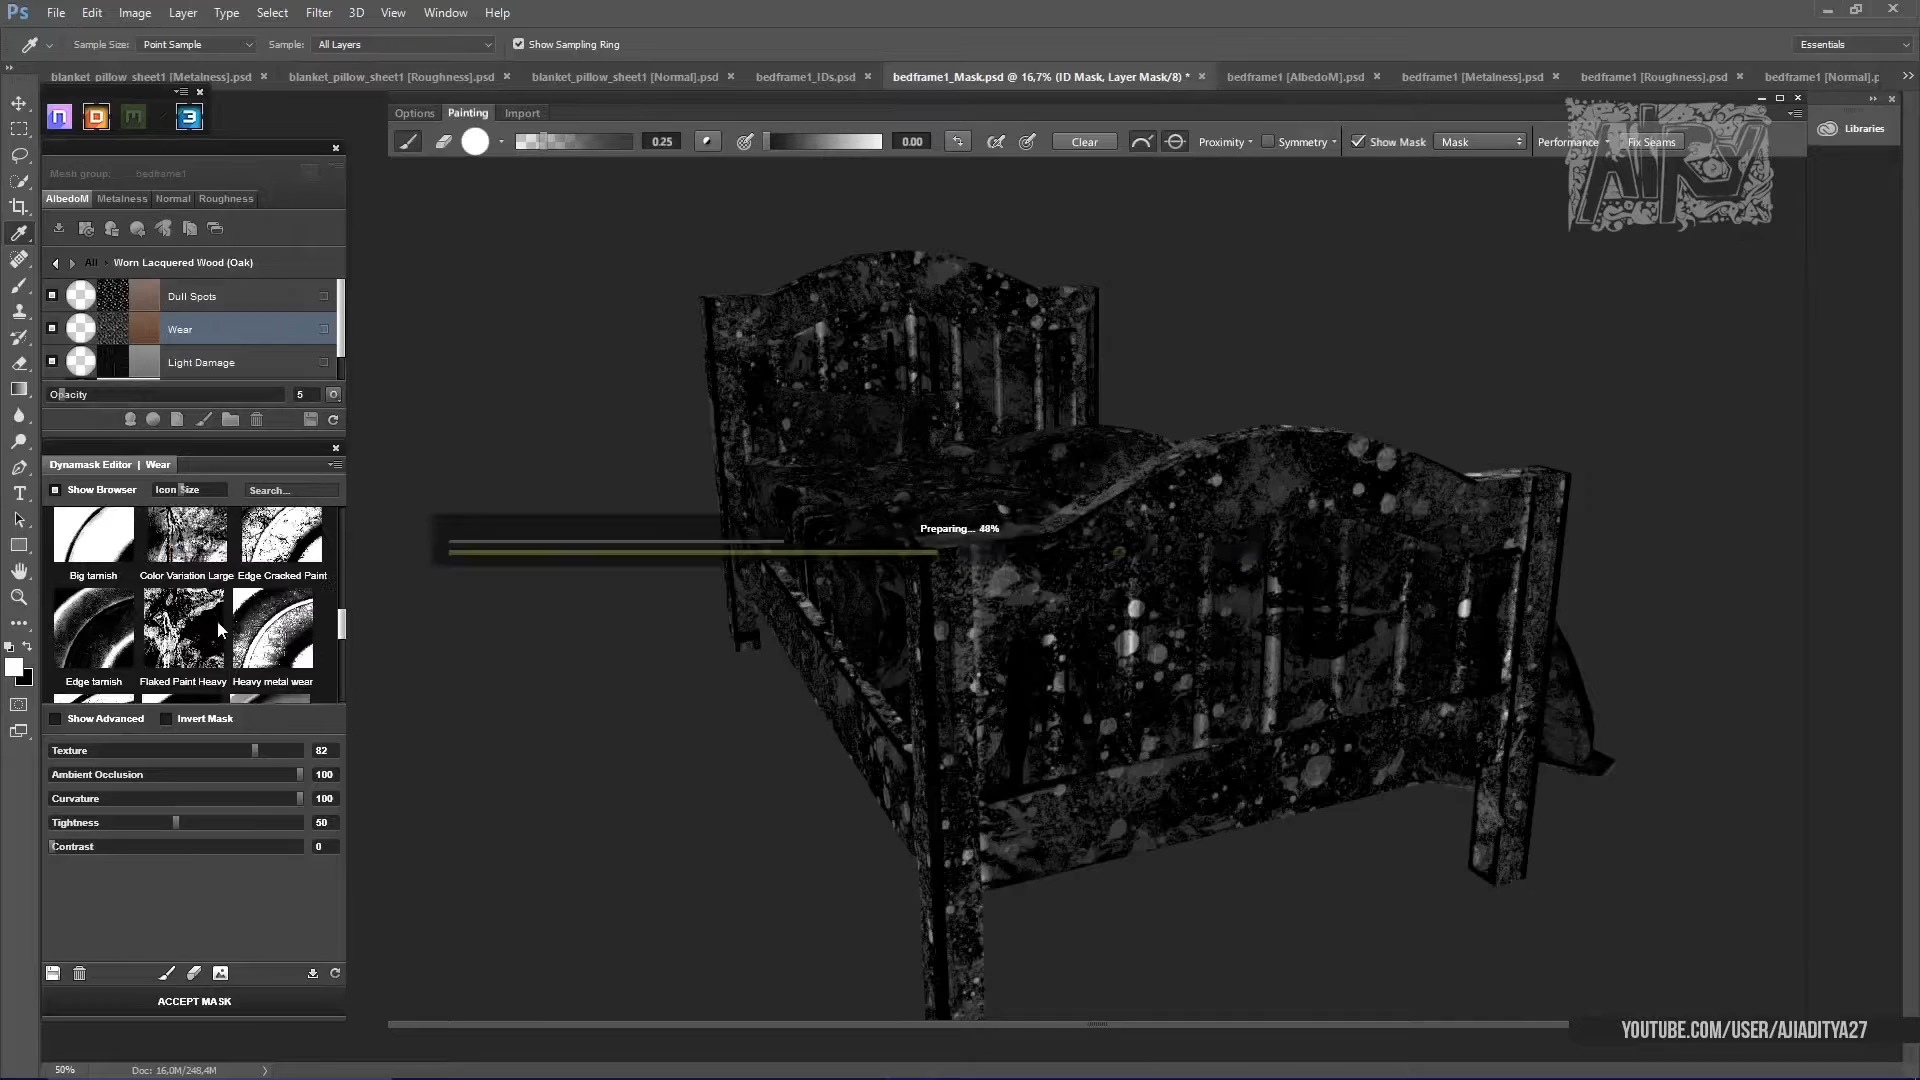 Ps File Edit Image Layer Type Select Filter 3D View Window Help
Sample Size: Point Sample Sample: All Layers Show Sampling Ring Essentials
blanket_pillow_sheet1 [Metalness].psd × blanket_pillow_sheet1 [Roughness].psd × blanket_pillow_sheet1 [Normal].psd × bedframe1_IDs.psd × bedframe1_Mask.psd @ 16,7% (ID Mask, Layer Mask/8) * × bedframe1 [AlbedoM].psd × bedframe1 [Metalness].psd × bedframe1 [Roughness].psd × bedframe1 [Normal].p
Options Painting Import
0.25 0.00 Clear Proximity Symmetry Show Mask Mask Performance Fix Seams
Libraries
AIRY
Mesh group: bedframe1
AlbedoM Metalness Normal Roughness
All Worn Lacquered Wood (Oak)
Dull Spots
Wear
Light Damage
Opacity 5
Dynamask Editor | Wear
Show Browser Icon Size Search...
Big tarnish Color Variation Large Edge Cracked Paint
Edge tarnish Flaked Paint Heavy Heavy metal wear
Show Advanced Invert Mask
Texture 82
Ambient Occlusion 100
Curvature 100
Tightness 50
Contrast 0
ACCEPT MASK
Preparing... 48%
YOUTUBE.COM/USER/AJIADITYA27
50% Doc: 16,0M/248,4M